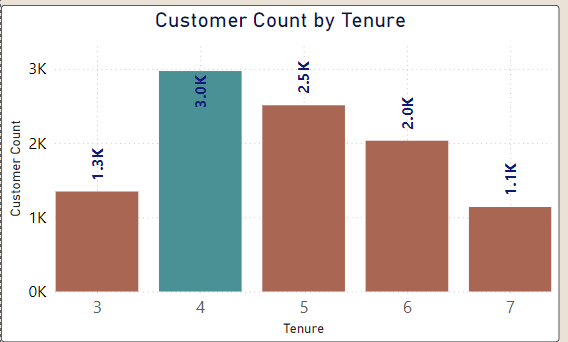 Customer Count by Tenure
Customer Count
3K
2K
1K
0K
1.3K
3.0K
2.5K
2.0K
1.1K
3 4 5 6 7
Tenure